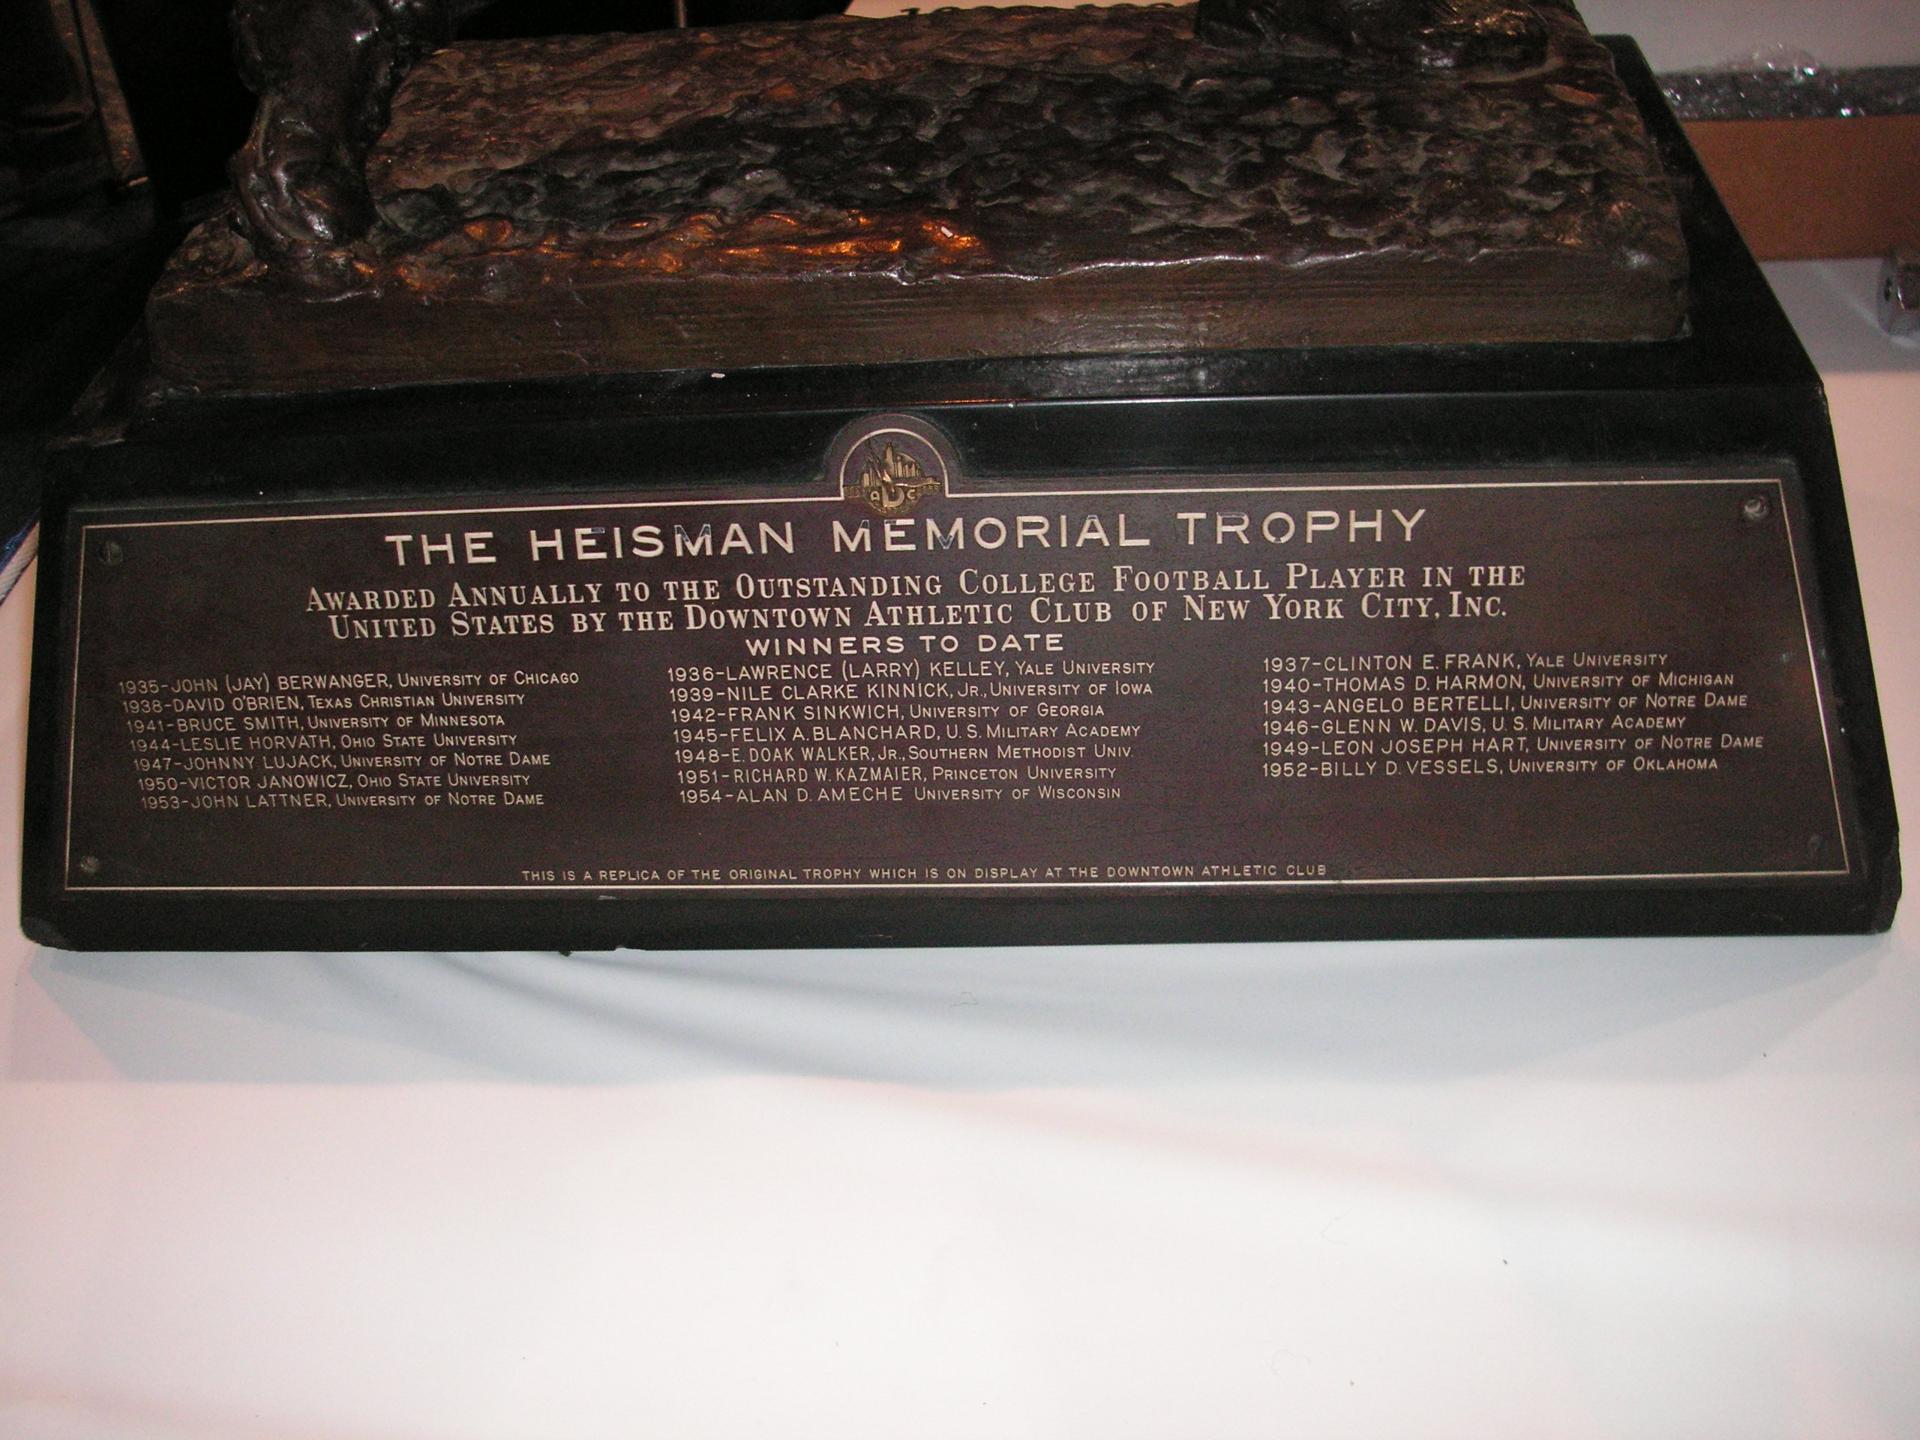 ADC
THE HEISMAN MEMORIAL TROPHY
AWARDED ANNUALLY TO THE OUTSTANDING COLLEGE FOOTBALL PLAYER IN THE
UNITED STATES BY THE DOWNTOWN ATHLETIC CLUB OF NEW YORK CITY, INC.
WINNERS TO DATE
1935-JOHN (JAY) BERWANGER, UNIVERSITY OF CHICAGO
1936-LAWRENCE (LARRY) KELLEY, YALE UNIVERSITY
1937-CLINTON E. FRANK, YALE UNIVERSITY
1938-DAVID O'BRIEN, TEXAS CHRISTIAN UNIVERSITY
1939-NILE CLARKE KINNICK, JR., UNIVERSITY OF IOWA
1940-THOMAS D. HARMON, UNIVERSITY OF MICHIGAN
1941-BRUCE SMITH, UNIVERSITY OF MINNESOTA
1942-FRANK SINKWICH, UNIVERSITY OF GEORGIA
1943-ANGELO BERTELLI, UNIVERSITY OF NOTRE DAME
1944-LESLIE HORVATH, OHIO STATE UNIVERSITY
1945-FELIX A. BLANCHARD, U.S. MILITARY ACADEMY
1946-GLENN W. DAVIS, U.S. MILITARY ACADEMY
1947-JOHNNY LUJACK, UNIVERSITY OF NOTRE DAME
1948-E. DOAK WALKER, JR., SOUTHERN METHODIST UNIV.
1949-LEON JOSEPH HART, UNIVERSITY OF NOTRE DAME
1950-VICTOR JANOWICZ, OHIO STATE UNIVERSITY
1951-RICHARD W. KAZMAIER, PRINCETON UNIVERSITY
1952-BILLY D. VESSELS, UNIVERSITY OF OKLAHOMA
1953-JOHN LATTNER, UNIVERSITY OF NOTRE DAME
1954-ALAN D. AMECHE UNIVERSITY OF WISCONSIN
THIS IS A REPLICA OF THE ORIGINAL TROPHY WHICH IS ON DISPLAY AT THE DOWNTOWN ATHLETIC CLUB